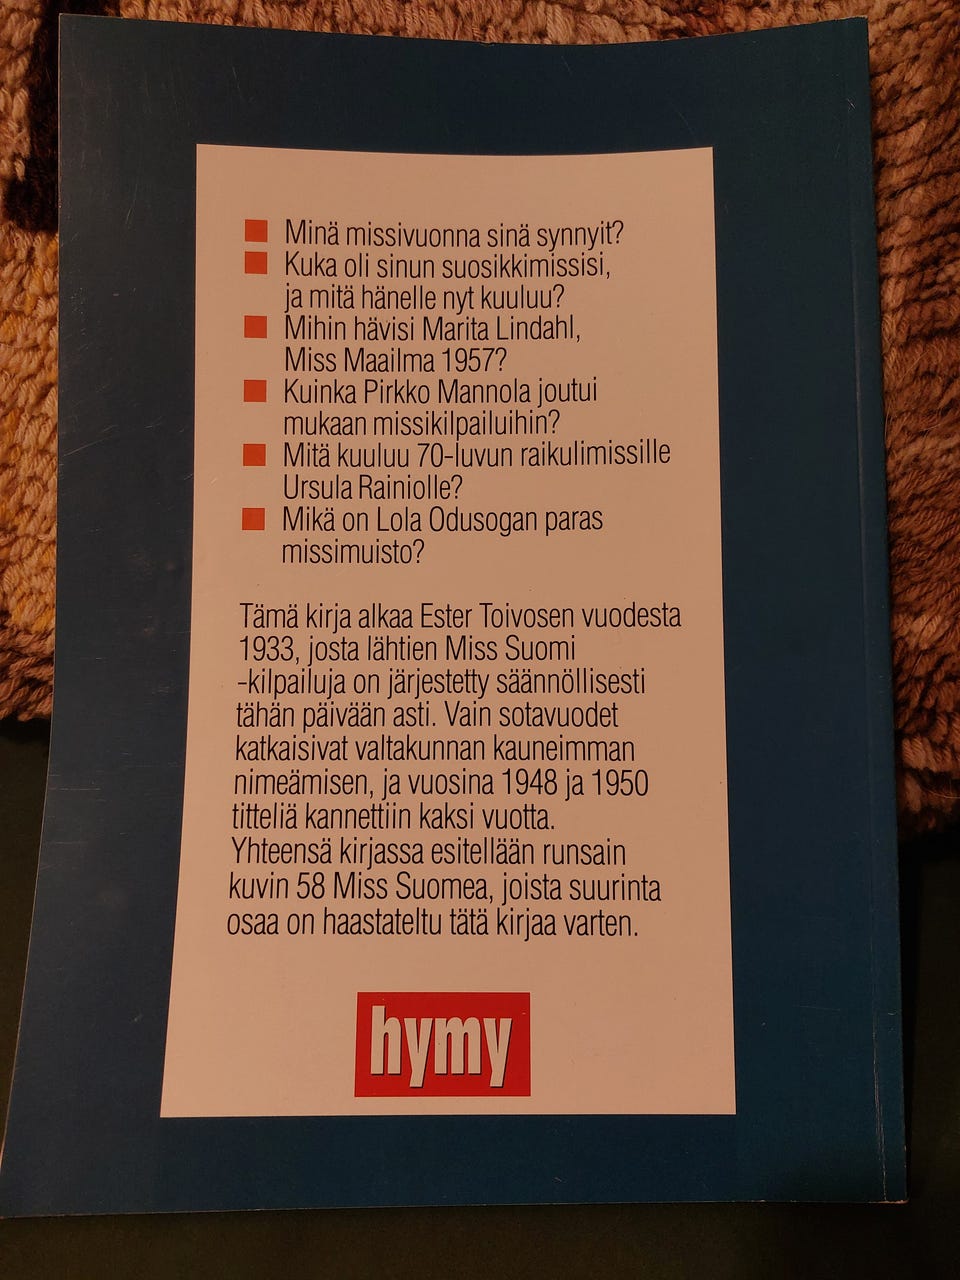 Minä missivuonna sinä synnyit?
Kuka oli sinun suosikkimissisi,
ja mitä hänelle nyt kuuluu?
Mihin hävisi Marita Lindahl,
Miss Maailma 1957?
Kuinka Pirkko Mannola joutui
mukaan missikilpailuihin?
Mitä kuuluu 70-luvun raikulimissille
Ursula Rainiolle?
Mikä on Lola Odusogan paras
missimuisto?
Tämä kirja alkaa Ester Toivosen vuodesta
1933, josta lähtien Miss Suomi
-kilpailuja on järjestetty säännöllisesti
tähän päivään asti. Vain sotavuodet
katkaisivat valtakunnan kauneimman
nimeämisen, ja vuosina 1948 ja 1950
titteliä kannettiin kaksi vuotta.
Yhteensä kirjassa esitellään runsain
kuvin 58 Miss Suomea, joista suurinta
osaa on haastateltu tätä kirjaa varten.
hymy